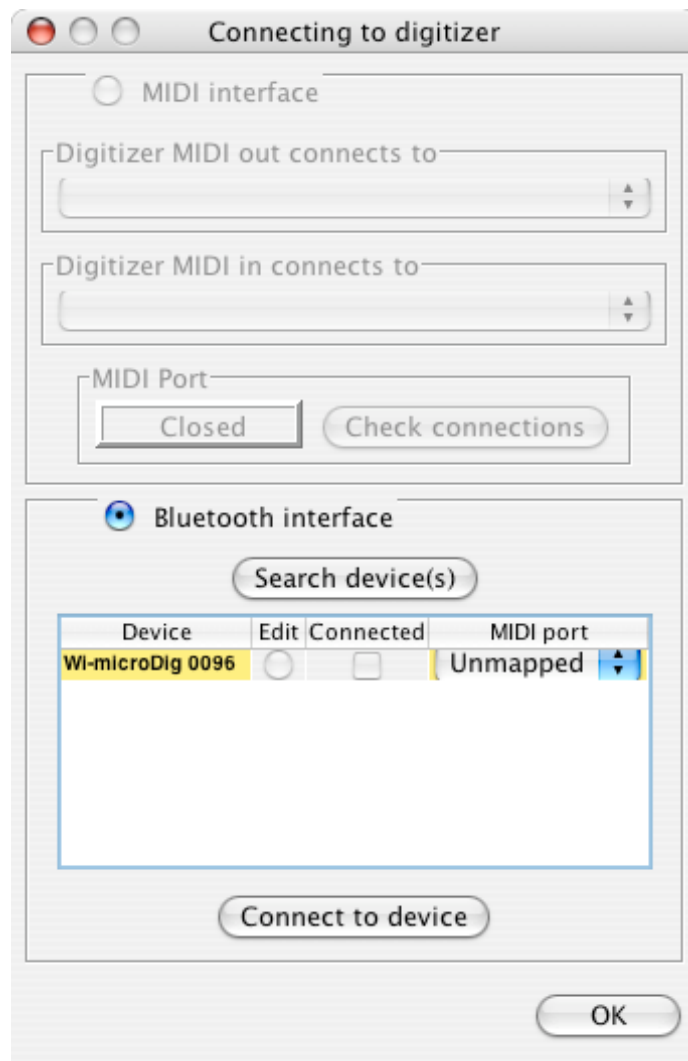 Connecting to digitizer
MIDI interface
Digitizer MIDI out connects to
Digitizer MIDI in connects to
MIDI Port
Closed Check connections
Bluetooth interface
Search device(s)
Device Edit Connected MIDI port
Wi-microDig 0096 Unmapped
Connect to device
OK